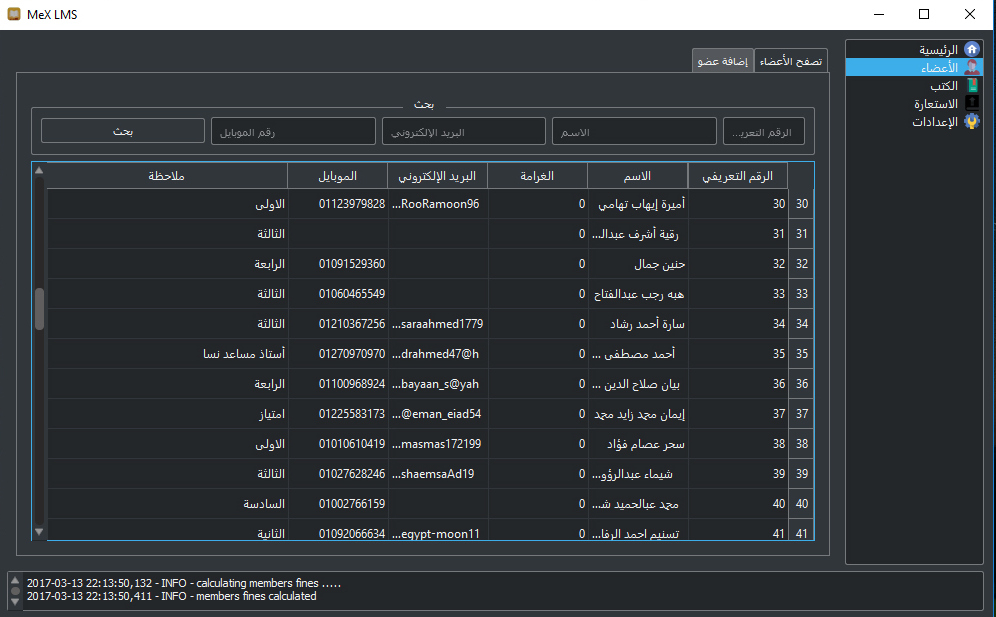 MeX LMS
الرئيسية
الأعضاء
الكتب
الاستعارة
الإعدادات
تصفح الأعضاء إضافة عضو
بحث
الرقم التعريـ... الاسم البريد الإلكتروني رقم الموبايل بحث
الرقم التعريفي الاسم الغرامة البريد الإلكتروني الموبايل ملاحظة
30 30 أميرة إيهاب تهامي 0 RooRamoon96... 01123979828 الاولى
31 31 رقية أشرف عبدالـ... 0 الثالثة
32 32 حنين جمال 0 01091529360 الرابعة
33 33 هبه رجب عبدالفتاح 0 01060465549 الثالثة
34 34 سارة أحمد رشاد 0 saraahmed1779... 01210367256 الثالثة
35 35 أحمد مصطفى ... 0 drahmed47@h... 01270970970 أستاذ مساعد نسا
36 36 بيان صلاح الدين ... 0 bayaan_s@yah... 01100968924 الرابعة
37 37 إيمان محمد زايد محمد 0 eman_eiad54@... 01225583173 امتياز
38 38 سحر عصام فؤاد 0 masmas172199... 01010610419 الاولى
39 39 شيماء عبدالرؤو... 0 shaemsaAd19... 01027628246 الثالثة
40 40 محمد عبالحميد شـ... 0 01002766159 السادسة
41 41 تسنيم احمد الرفا... 0 egypt-moon11... 01092066634 الثانية
2017-03-13 22:13:50,132 - INFO - calculating members fines .....
2017-03-13 22:13:50,411 - INFO - members fines calculated